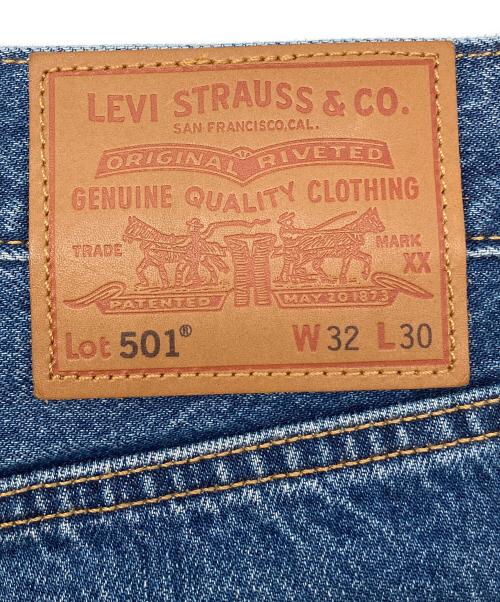 LEVI STRAUSS & CO.
SAN FRANCISCO, CAL.
ORIGINAL RIVETED
GENUINE QUALITY CLOTHING
TRADE MARK
XX
PATENTED MAY 20 1873
Lot 501® W 32 L 30